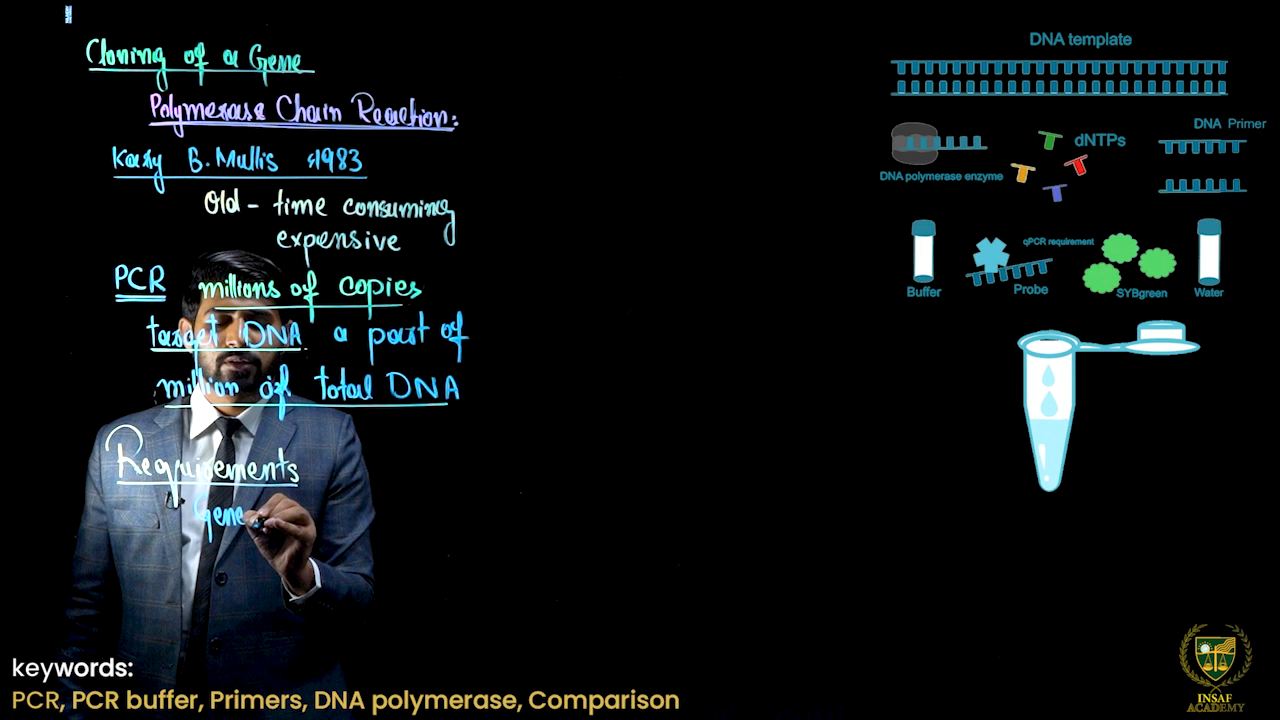 Cloning of a Gene
Polymerase Chain Reaction:
Kary B. Mullis 1983
Old - time consuming
expensive
PCR millions of copies
target DNA a part of
million of total DNA
Requirements
Gene
DNA template
dNTPs
DNA Primer
DNA polymerase enzyme
qPCR requirement
Buffer
Probe
SYBgreen
Water
keywords:
PCR, PCR buffer, Primers, DNA polymerase, Comparison
INSAF
ACADEMY